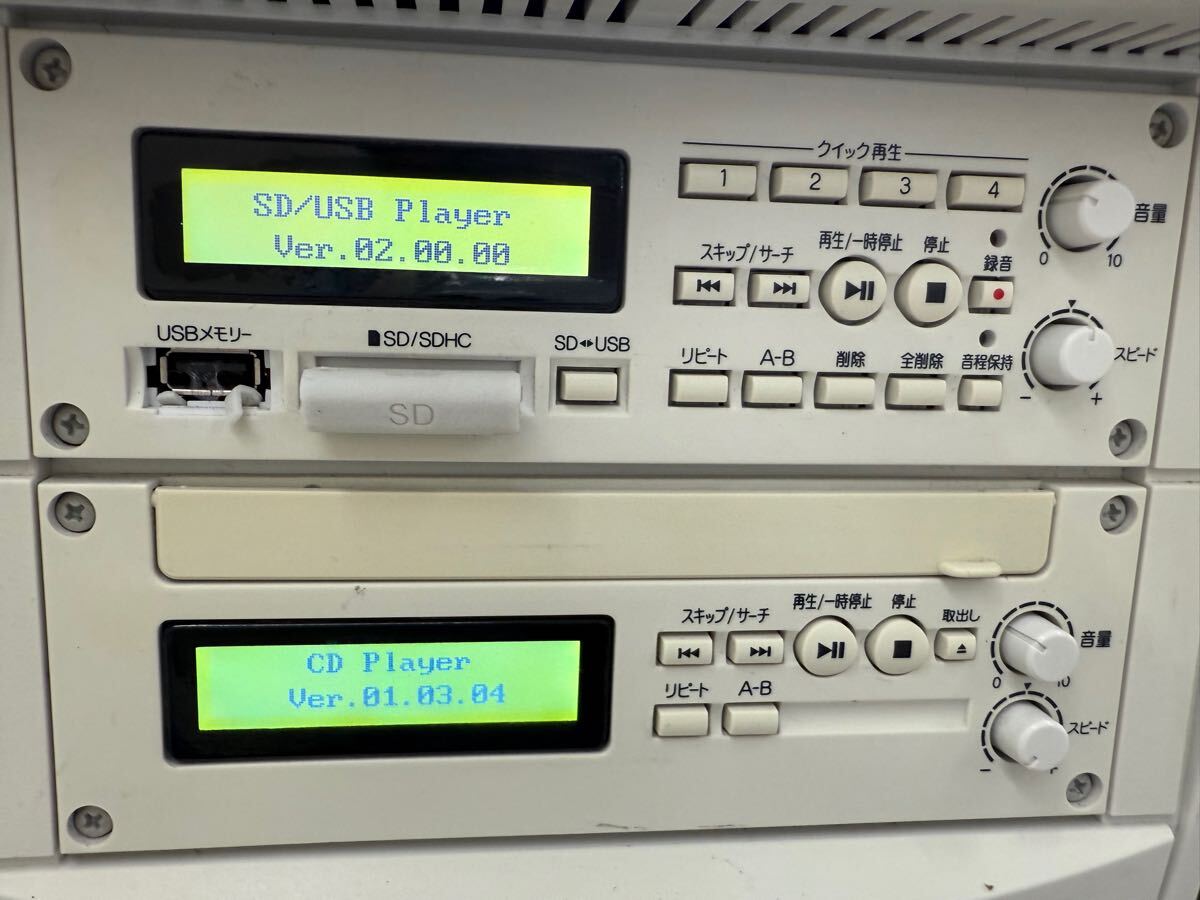 クイック再生
1 2 3 4
SD/USB Player
Ver.02.00.00
音量
0 10
スキップ/サーチ 再生/一時停止 停止
録音
USBメモリー SD/SDHC SD USB
リピート A-B 削除 全削除 音程保持
スピード
- +
SD
スキップ/サーチ 再生/一時停止 停止 取出し
音量
0 10
CD Player
Ver.01.03.04
リピート A-B
スピード
- +